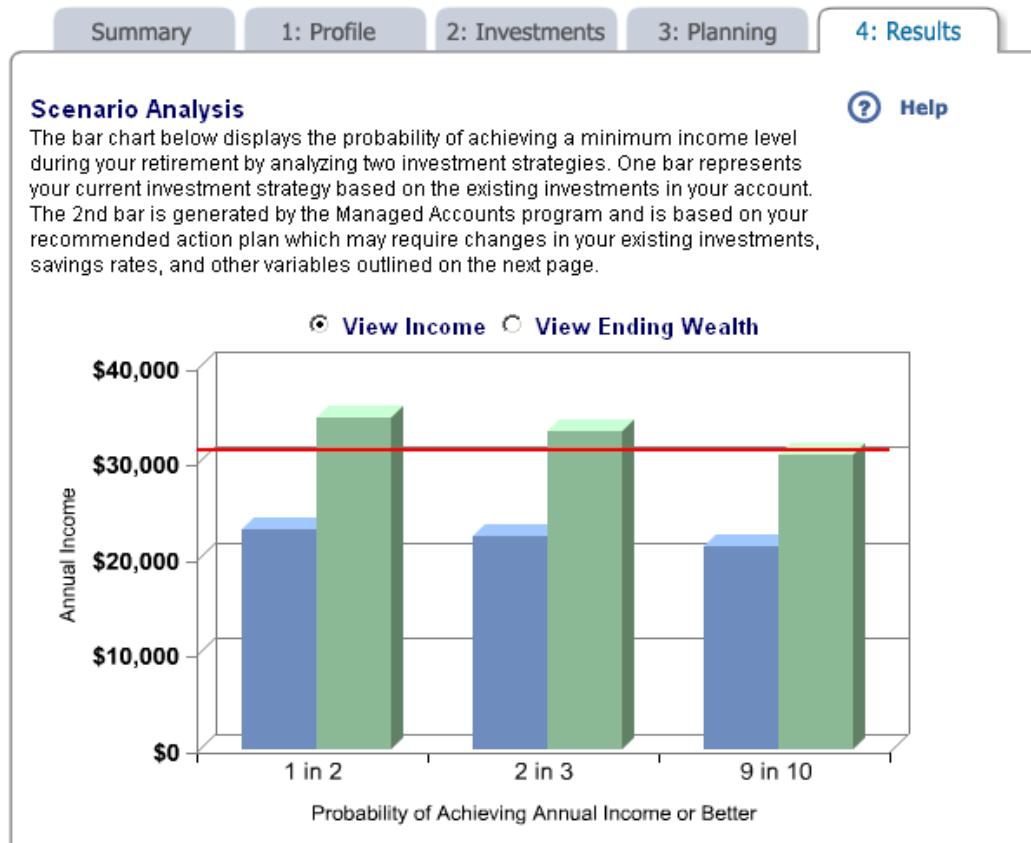 Summary
1: Profile
2: Investments
3: Planning
4: Results
Scenario Analysis
? Help
The bar chart below displays the probability of achieving a minimum income level
during your retirement by analyzing two investment strategies. One bar represents
your current investment strategy based on the existing investments in your account.
The 2nd bar is generated by the Managed Accounts program and is based on your
recommended action plan which may require changes in your existing investments,
savings rates, and other variables outlined on the next page.
View Income
View Ending Wealth
$40,000
$30,000
$20,000
$10,000
$0
Annual Income
1 in 2
2 in 3
9 in 10
Probability of Achieving Annual Income or Better